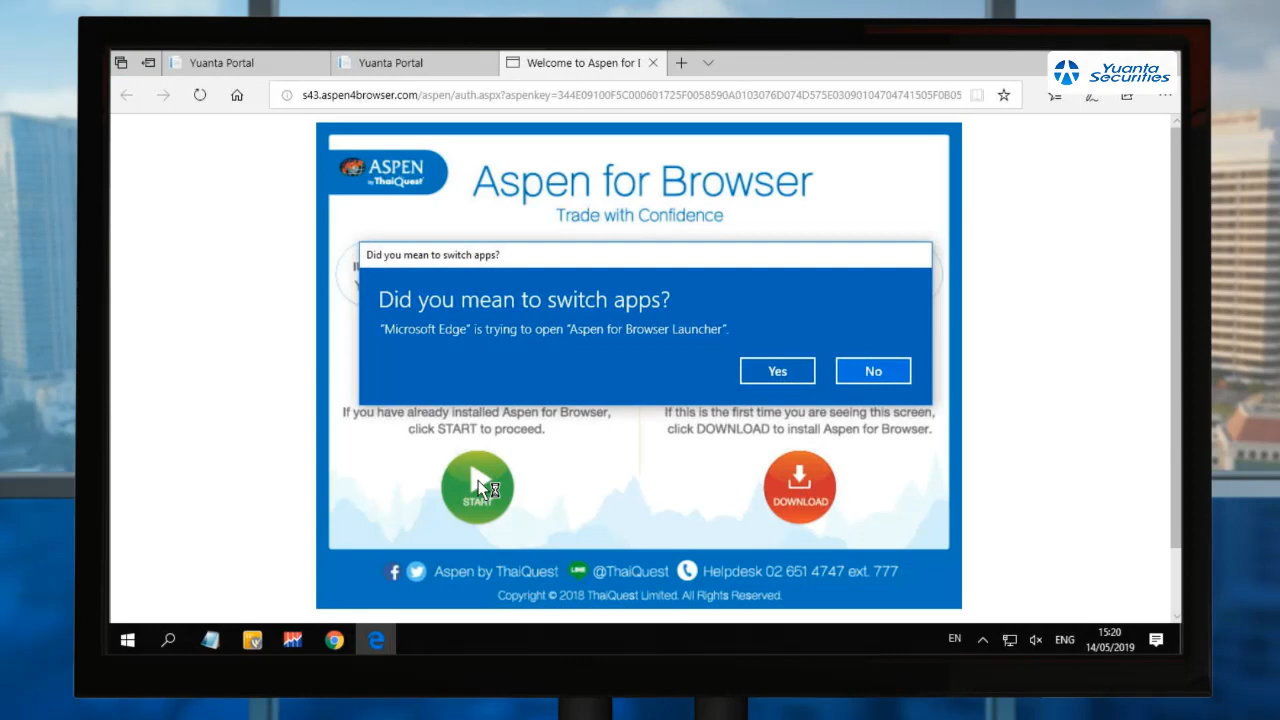 Yuanta Portal
Yuanta Portal
Welcome to Aspen for
Yuanta
Securities
s43.aspen4browser.com/aspen/auth.aspx?aspenkey=344E09100F5C000601725F0058590A0103076D074D575E03090104704741505F0B05
ASPEN
by ThaiQuest
Aspen for Browser
Trade with Confidence
Did you mean to switch apps?
Did you mean to switch apps?
"Microsoft Edge" is trying to open "Aspen for Browser Launcher".
Yes
No
If you have already installed Aspen for Browser,
click START to proceed.
If this is the first time you are seeing this screen,
click DOWNLOAD to install Aspen for Browser.
START
DOWNLOAD
Aspen by ThaiQuest
LINE
@ThaiQuest
Helpdesk 02 651 4747 ext. 777
Copyright © 2018 ThaiQuest Limited. All Rights Reserved.
EN
ENG
15:20
14/05/2019